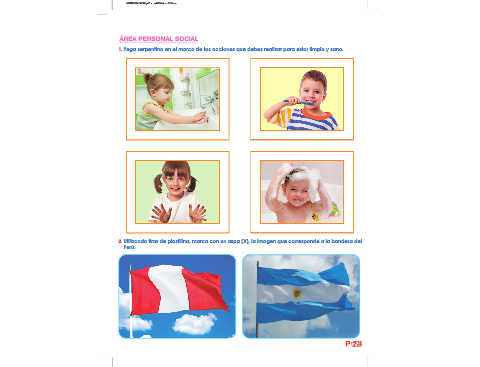 ÁREA PERSONAL SOCIAL
1. Pega serpentina en el marco de las acciones que debes realizar para estar limpio y sano.
2. Utilizando tiras de plastilina, marca con un aspa (X), la imagen que corresponde a la bandera del
Perú.